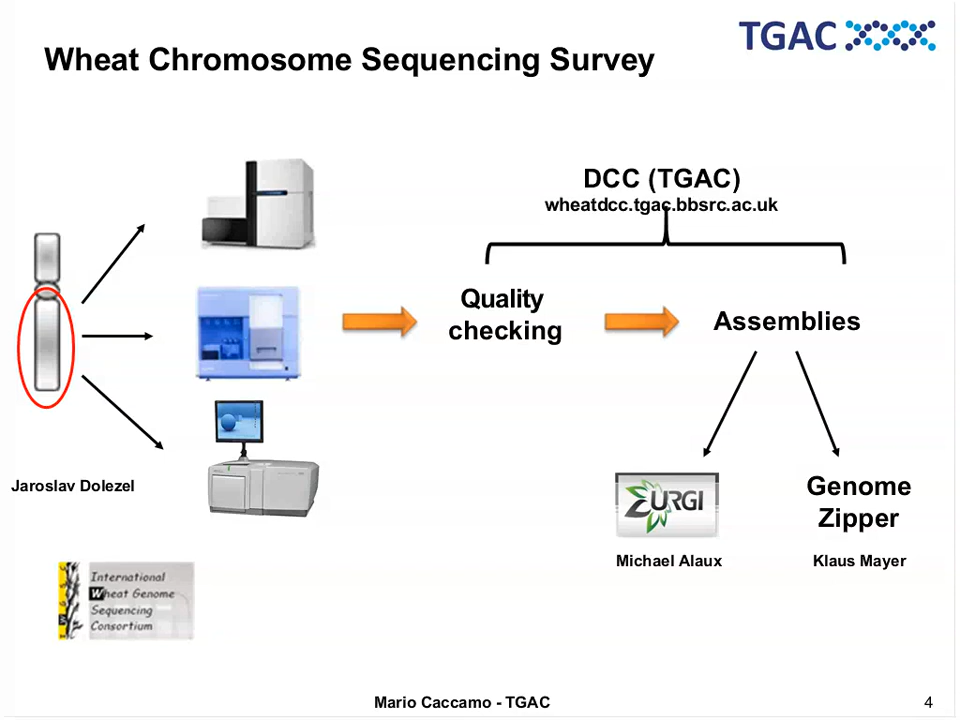 Wheat Chromosome Sequencing Survey
TGAC
DCC (TGAC)
wheatdcc.tgac.bbsrc.ac.uk
Quality
checking
Assemblies
Jaroslav Dolezel
URGI
Genome
Zipper
Michael Alaux
Klaus Mayer
International
Wheat Genome
Sequencing
Consortium
Mario Caccamo - TGAC
4